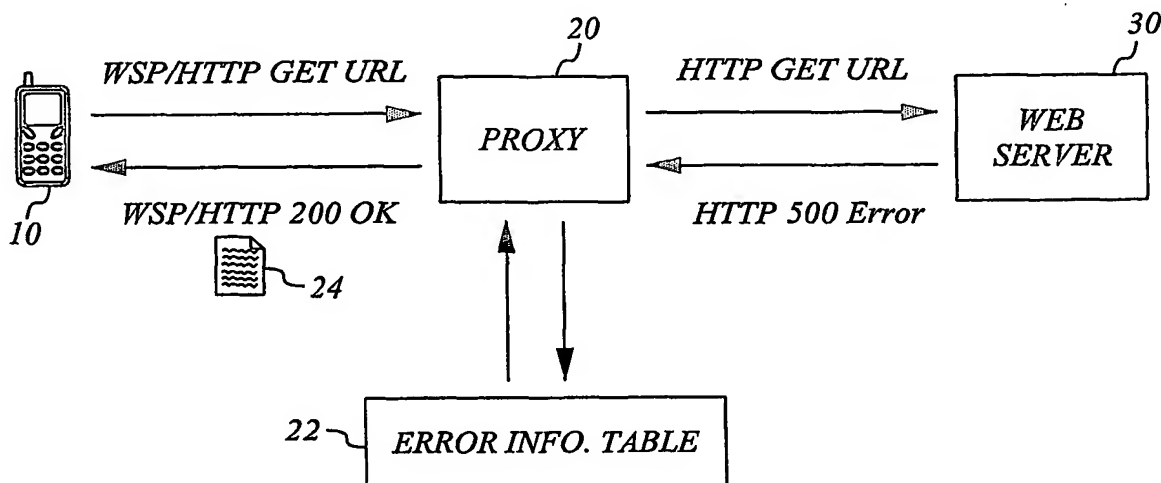 20
30
WSP/HTTP GET URL
HTTP GET URL
PROXY
WEB
SERVER
10
WSP/HTTP 200 OK
HTTP 500 Error
24
22
ERROR INFO. TABLE